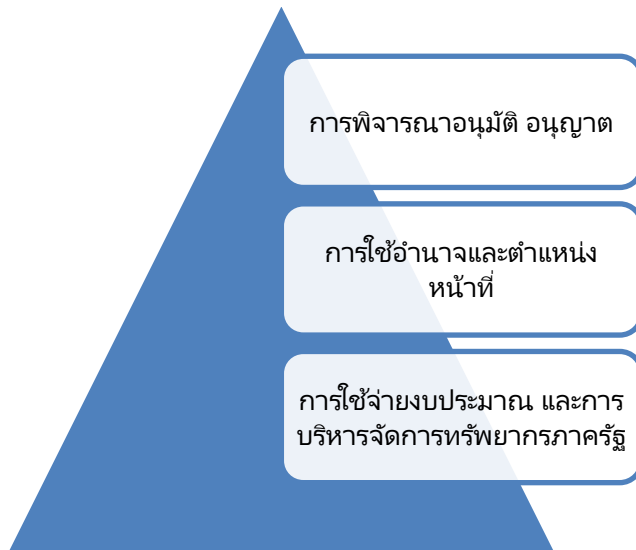 การพิจารณาอนุมัติ อนุญาต
การใช้อำนาจและตำแหน่ง
หน้าที่
การใช้จ่ายงบประมาณ และการ
บริหารจัดการทรัพยากรภาครัฐ